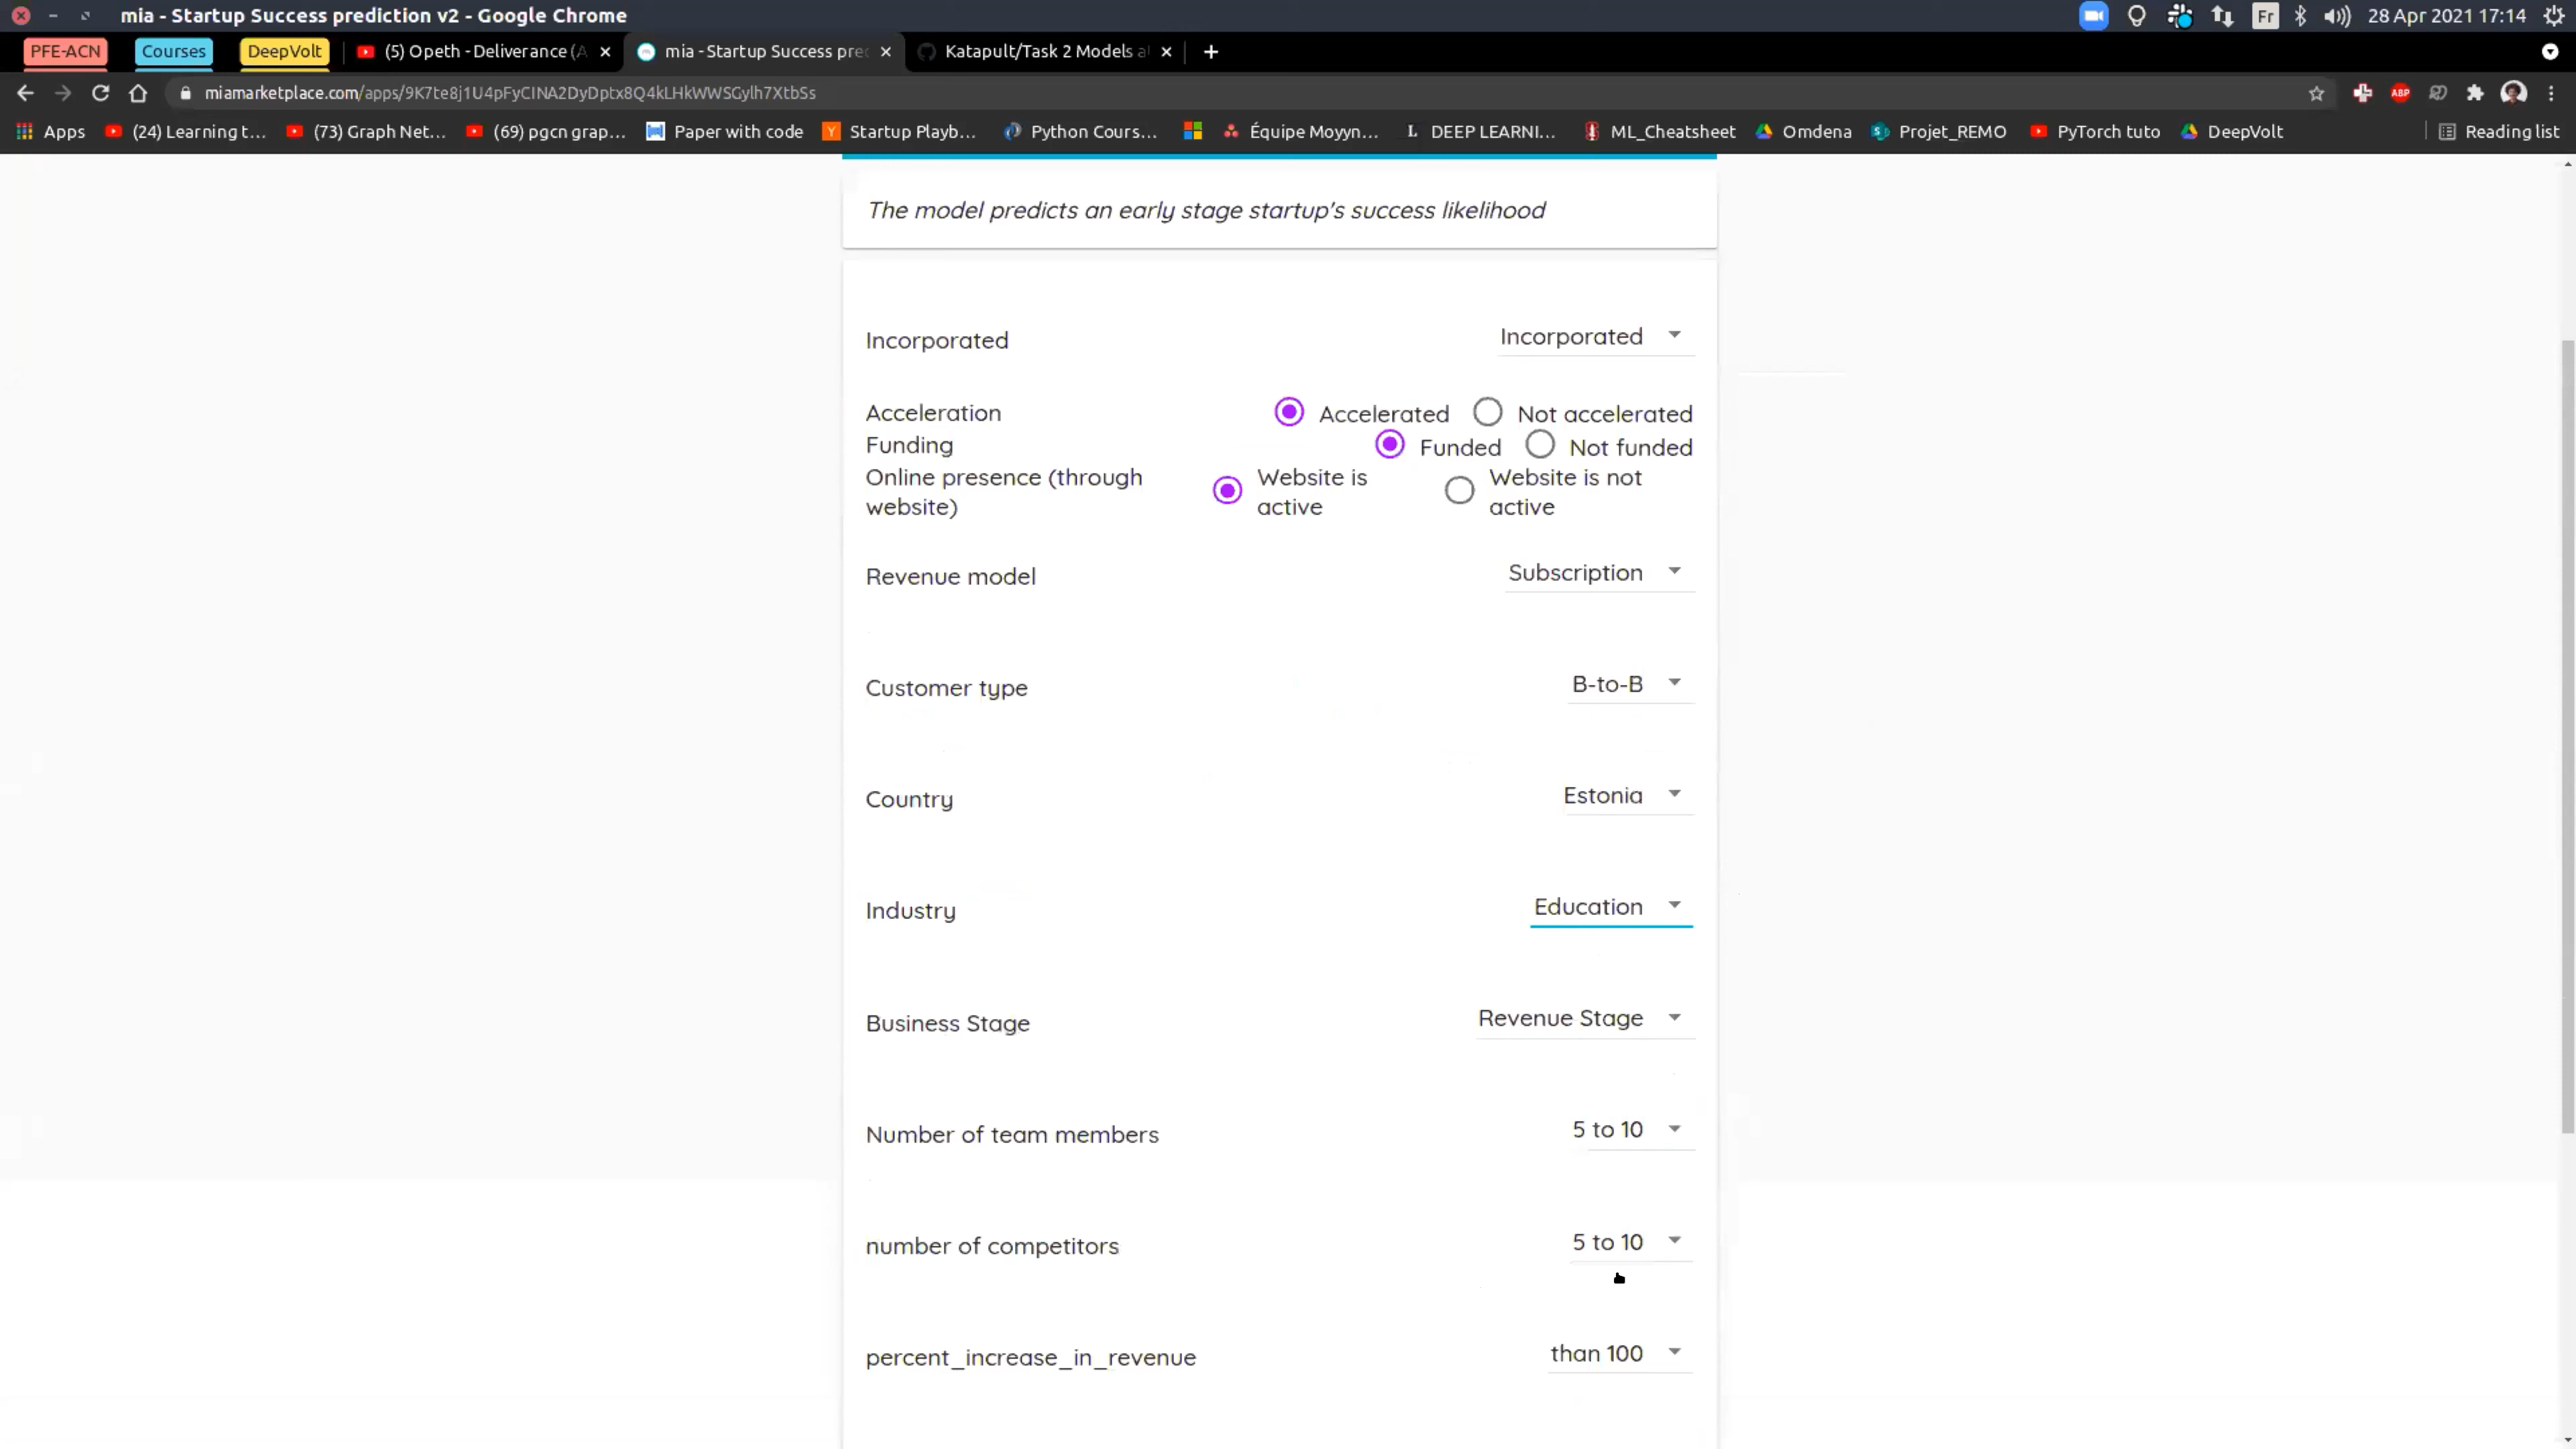 mia - Startup Success prediction v2 - Google Chrome
Fr
28 Apr 2021 17:14
PFE-ACN
Courses
DeepVolt
(5) Opeth - Deliverance (A
mia - Startup Success pred
Katapult/Task 2 Models a
miamarketplace.com/apps/9K7te8j1U4pFyCINA2DyDptx8Q4kLHkWWSGylh7XtbSs
ABP
Apps
(24) Learning t...
(73) Graph Net...
(69) pgcn grap...
Paper with code
Startup Playb...
Python Cours...
Équipe Moyyn...
L DEEP LEARNI...
ML_Cheatsheet
Omdena
Projet_REMO
PyTorch tuto
DeepVolt
Reading list
The model predicts an early stage startup's success likelihood
Incorporated
Incorporated
Acceleration
Accelerated
Not accelerated
Funding
Funded
Not funded
Online presence (through
website)
Website is
active
Website is not
active
Revenue model
Subscription
Customer type
B-to-B
Country
Estonia
Industry
Education
Business Stage
Revenue Stage
Number of team members
5 to 10
number of competitors
5 to 10
percent_increase_in_revenue
than 100